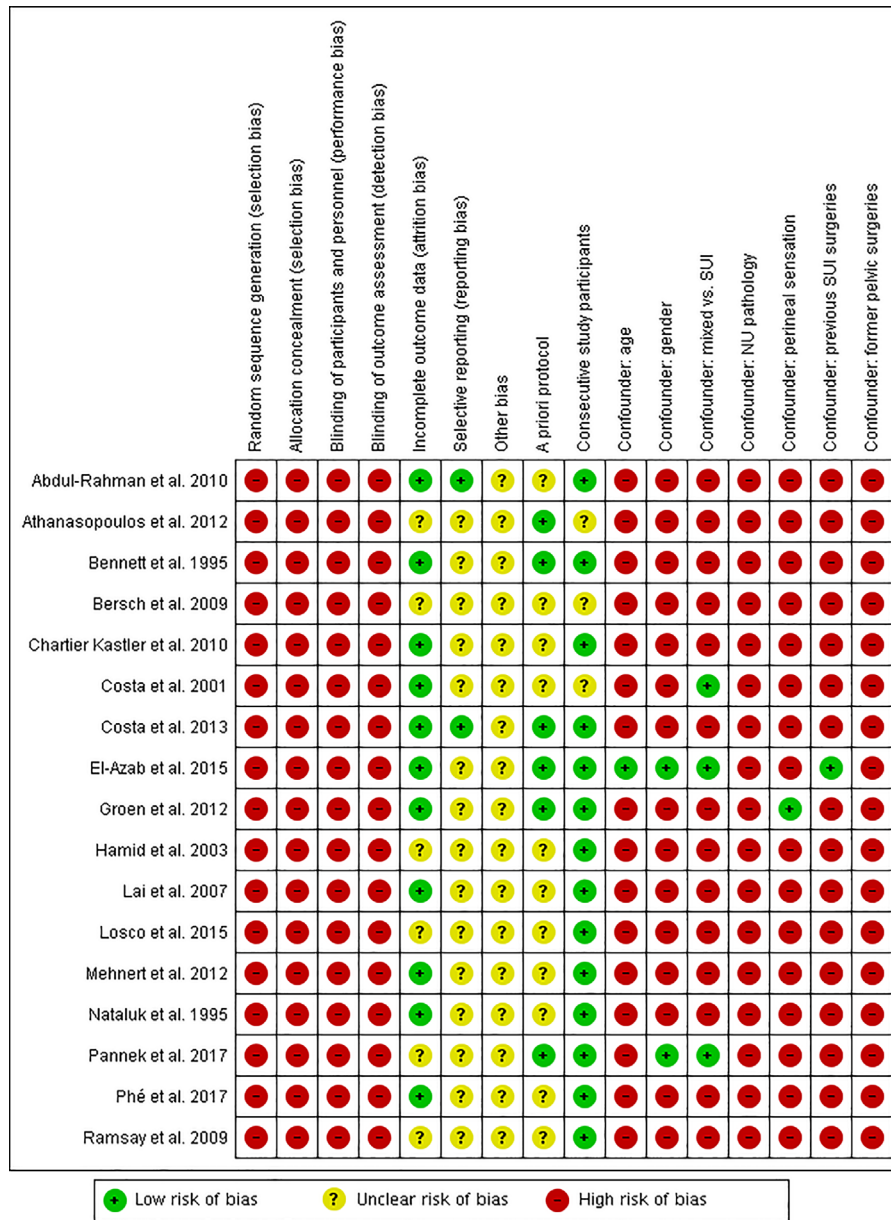 Random sequence generation (selection bias)
Allocation concealment (selection bias)
Blinding of participants and personnel (performance bias)
Blinding of outcome assessment (detection bias)
Incomplete outcome data (attrition bias)
Selective reporting (reporting bias)
Other bias
A priori protocol
Consecutive study participants
Confounder: age
Confounder: gender
Confounder: mixed vs. SUI
Confounder: NU pathology
Confounder: perineal sensation
Confounder: previous SUI surgeries
Confounder: former pelvic surgeries
Abdul-Rahman et al. 2010 - - - - + + ? ? + - - - - - - -
Athanasopoulos et al. 2012 - - - - ? ? ? + ? - - - - - - -
Bennett et al. 1995 - - - - + ? ? + + - - - - - - -
Bersch et al. 2009 - - - - ? ? ? ? ? - - - - - - -
Chartier Kastler et al. 2010 - - - - + ? ? ? + - - - - - - -
Costa et al. 2001 - - - - + ? ? ? ? - - + - - - -
Costa et al. 2013 - - - - + + ? + + - - - - - - -
El-Azab et al. 2015 - - - - + ? ? + + + + + - - + -
Groen et al. 2012 - - - - + ? ? + + - - - - + - -
Hamid et al. 2003 - - - - ? ? ? ? + - - - - - - -
Lai et al. 2007 - - - - + ? ? ? + - - - - - - -
Losco et al. 2015 - - - - ? ? ? ? + - - - - - - -
Mehnert et al. 2012 - - - - + ? ? ? + - - - - - - -
Nataluk et al. 1995 - - - - + ? ? ? + - - - - - - -
Pannek et al. 2017 - - - - ? ? ? + + - + + - - - -
Phé et al. 2017 - - - - + ? ? ? + - - - - - - -
Ramsay et al. 2009 - - - - ? ? ? ? + - - - - - - -
+ Low risk of bias ? Unclear risk of bias - High risk of bias